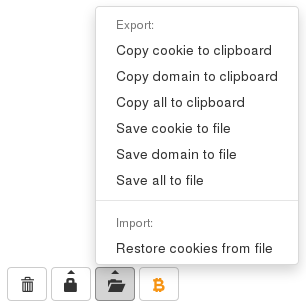 Export:
Copy cookie to clipboard
Copy domain to clipboard
Copy all to clipboard
Save cookie to file
Save domain to file
Save all to file
Import:
Restore cookies from file